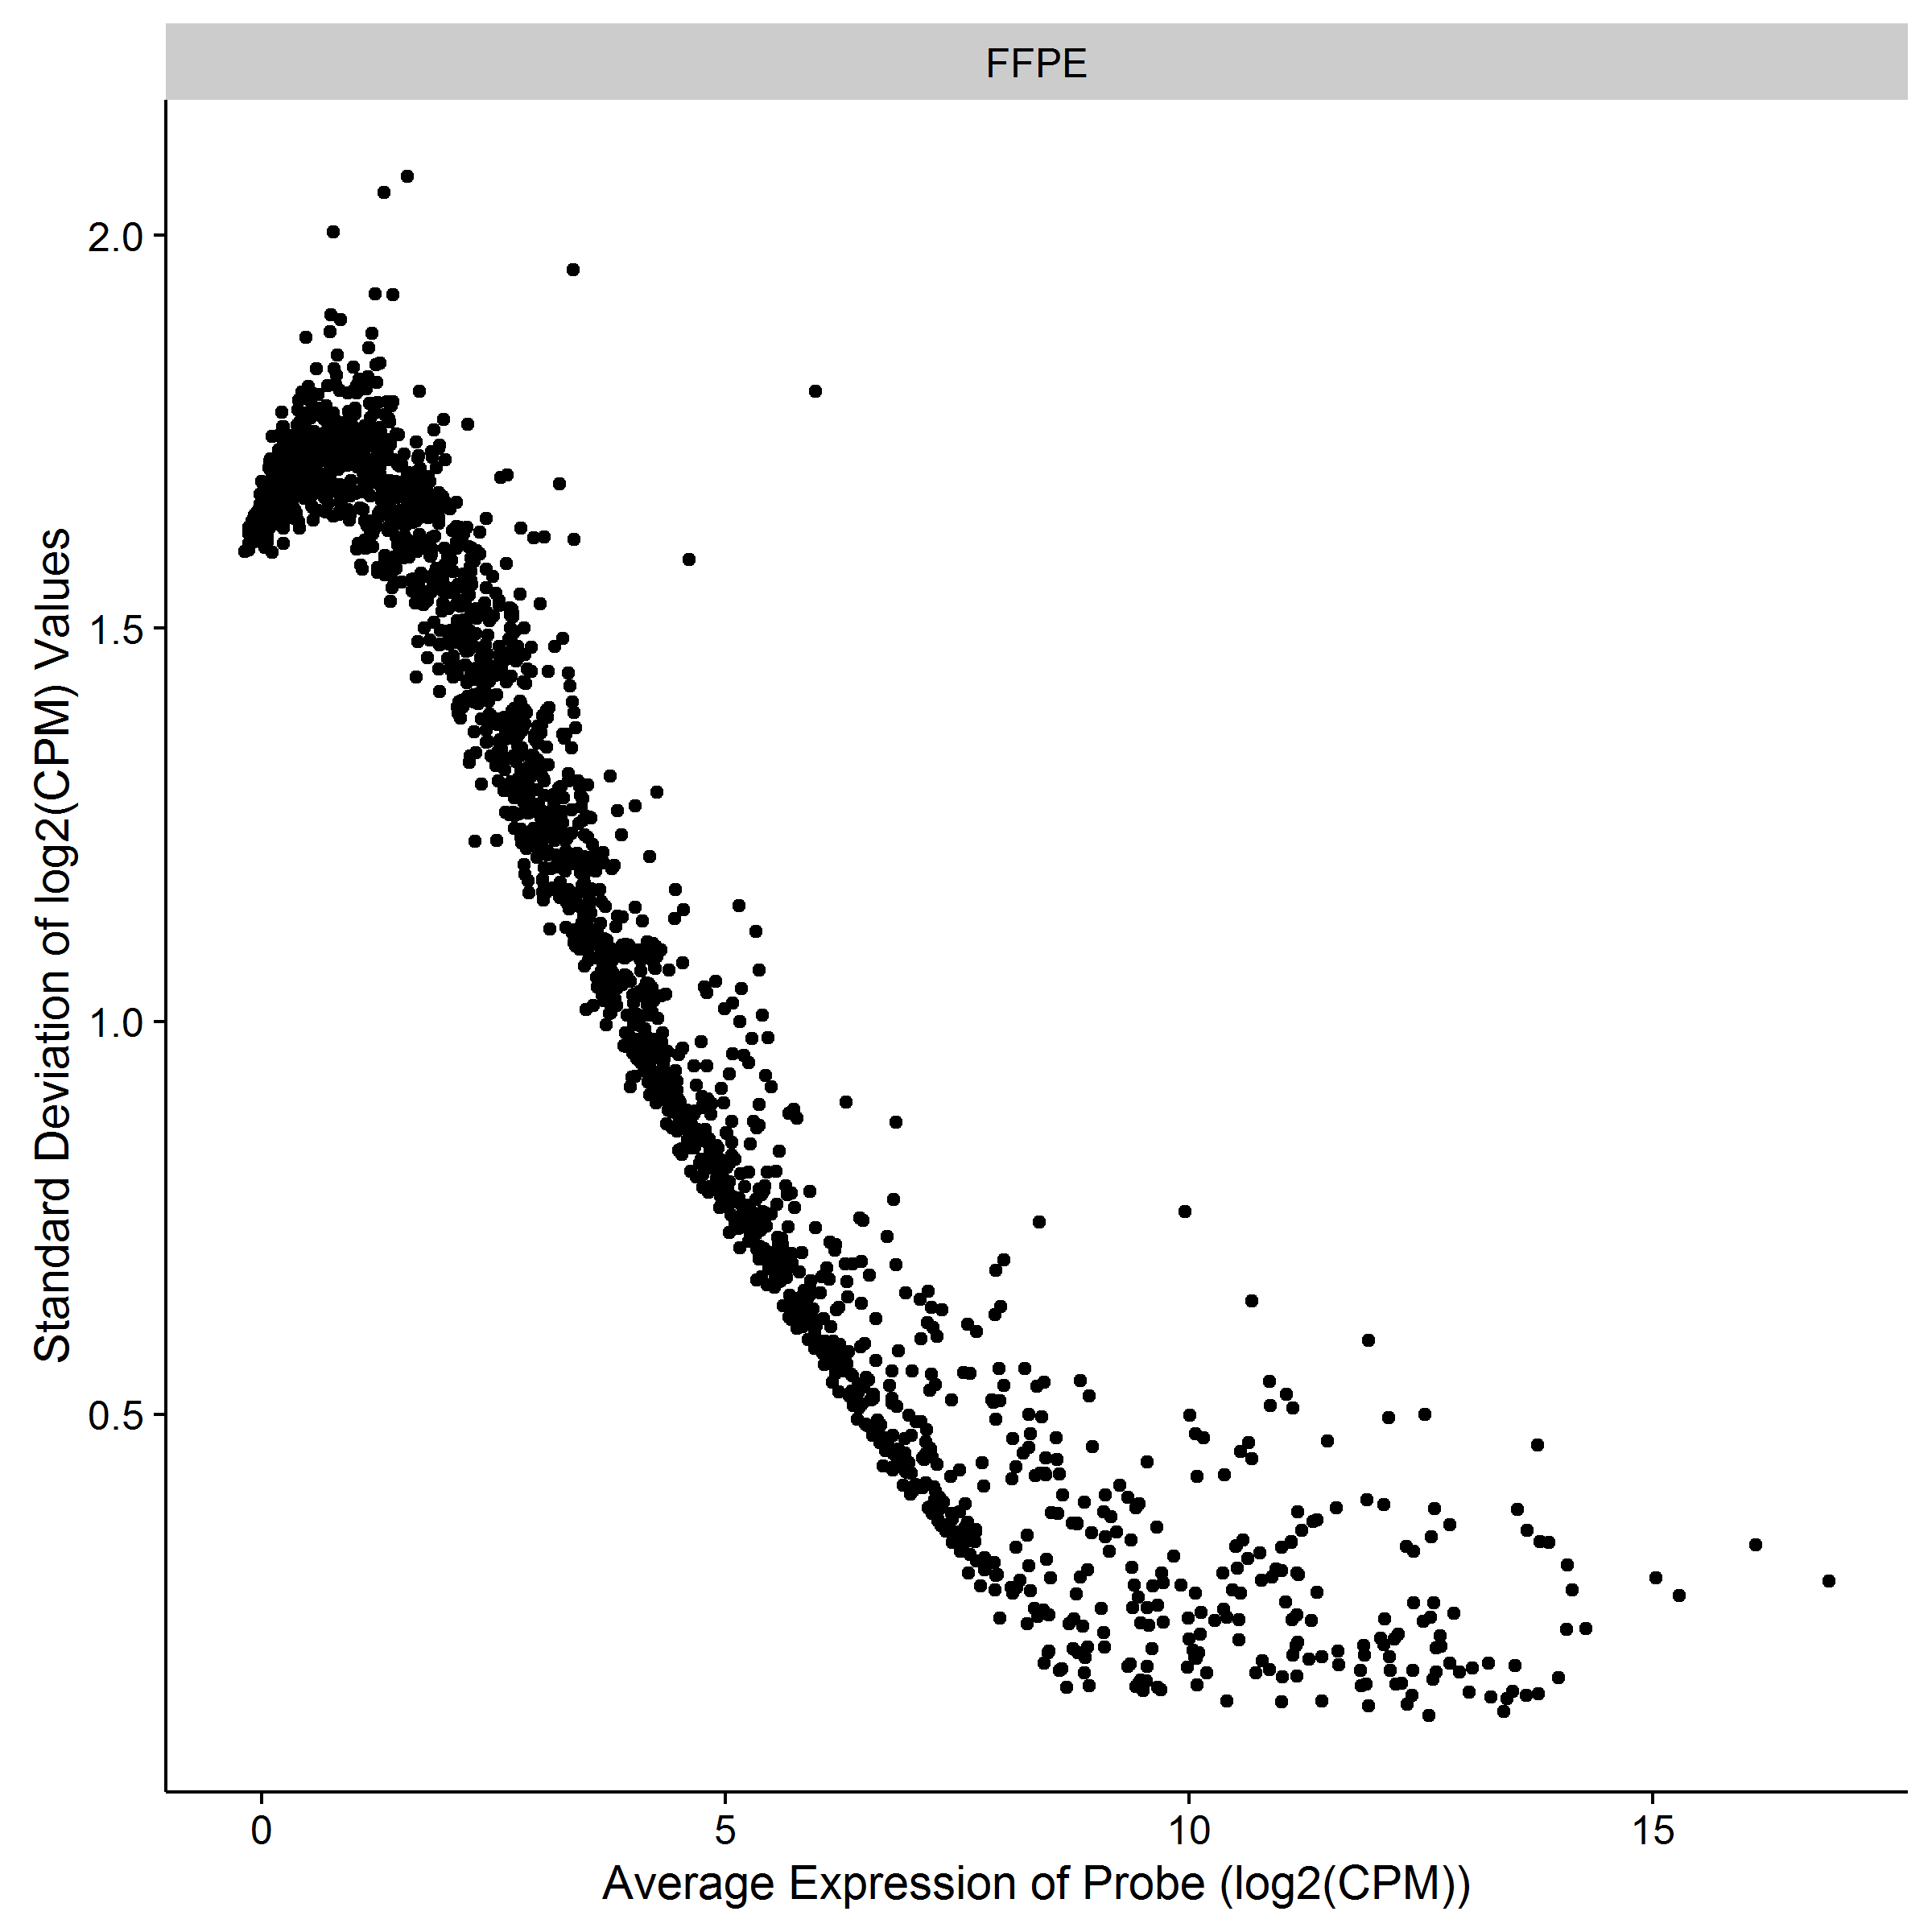 FFPE
2.0
1.5
1.0
0.5
Standard Deviation of log2(CPM) Values
0 5 10 15
Average Expression of Probe (log2(CPM))